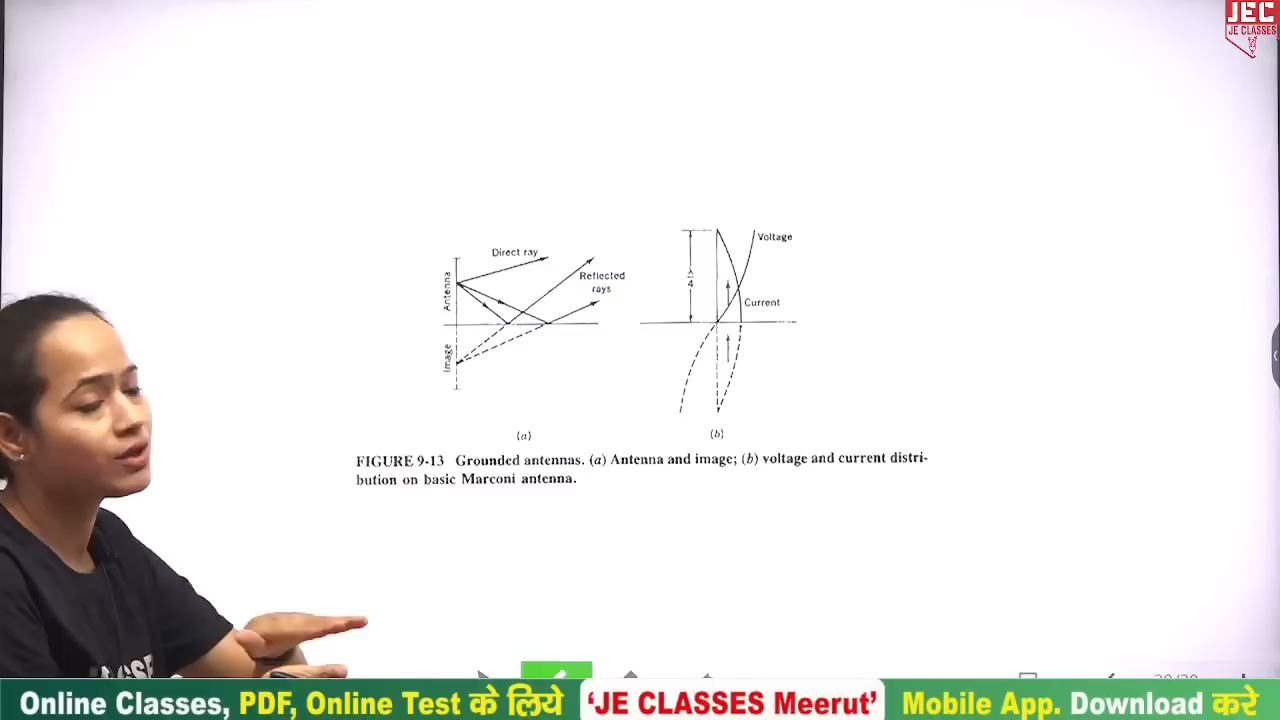 JEC
JE CLASSES
Direct ray
Reflected
rays
Antenna
Image
(a)
Voltage
λ
4
Current
(b)
FIGURE 9-13 Grounded antennas. (a) Antenna and image; (b) voltage and current distri-
bution on basic Marconi antenna.
Online Classes, PDF, Online Test के लिये 'JE CLASSES Meerut' Mobile App. Download करे